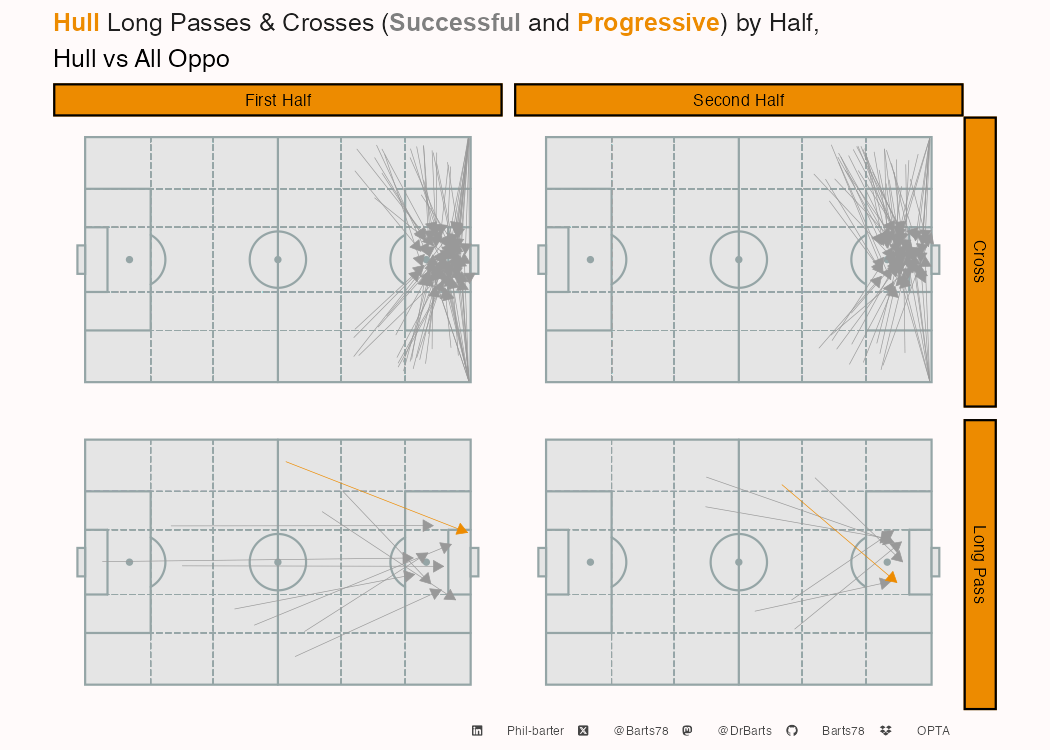 Hull Long Passes & Crosses (Successful and Progressive) by Half,
Hull vs All Oppo
First Half
Second Half
Cross
Long Pass
Phil-barter @Barts78 @DrBarts Barts78 OPTA